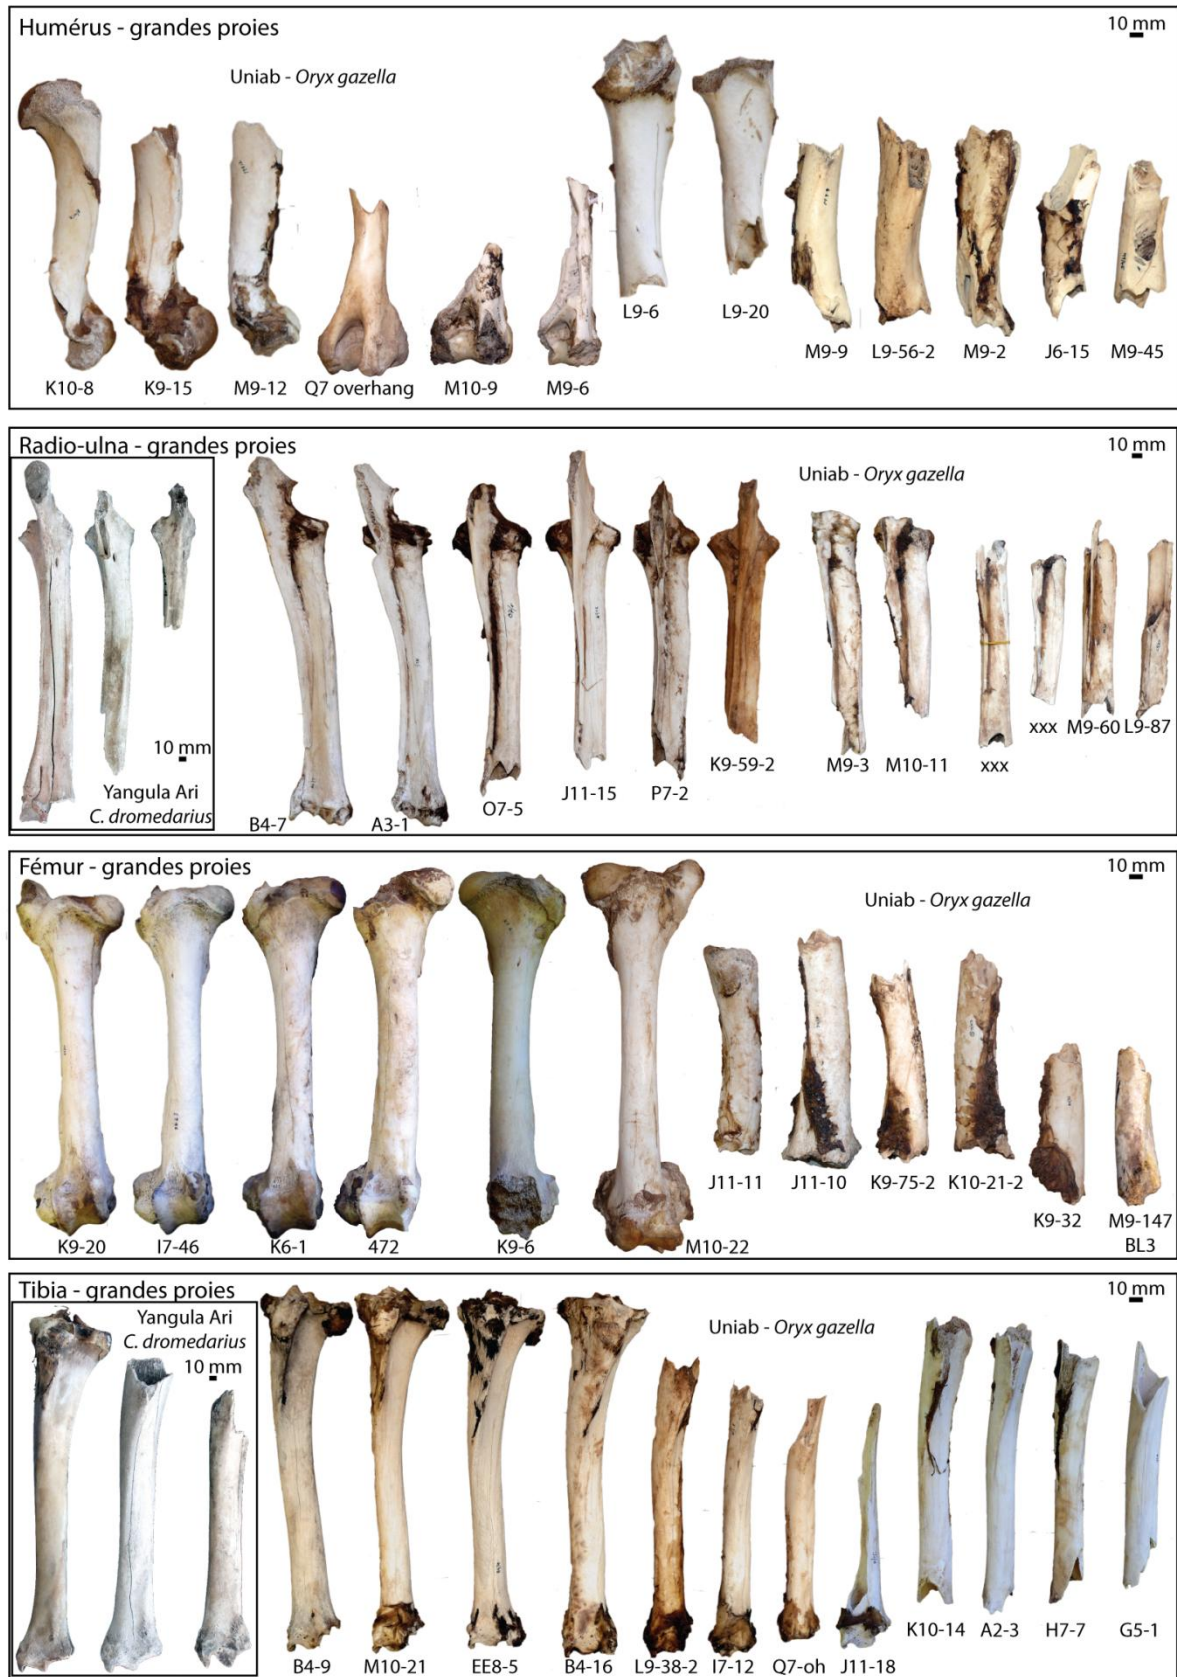 Humérus - grandes proies
10 mm
Uniab - Oryx gazella
L9-6
L9-20
M9-9
L9-56-2
M9-2
J6-15
M9-45
K10-8
K9-15
M9-12
Q7 overhang
M10-9
M9-6
Radio-ulna - grandes proies
10 mm
Uniab - Oryx gazella
10 mm
Yangula Ari
C. dromedarius
B4-7
A3-1
O7-5
J11-15
P7-2
K9-59-2
M9-3
M10-11
xxx
xxx
M9-60
L9-87
Fémur - grandes proies
10 mm
Uniab - Oryx gazella
K9-20
I7-46
K6-1
472
K9-6
M10-22
J11-11
J11-10
K9-75-2
K10-21-2
K9-32
M9-147
BL3
Tibia - grandes proies
10 mm
Yangula Ari
C. dromedarius
10 mm
Uniab - Oryx gazella
B4-9
M10-21
EE8-5
B4-16
L9-38-2
I7-12
Q7-oh
J11-18
K10-14
A2-3
H7-7
G5-1